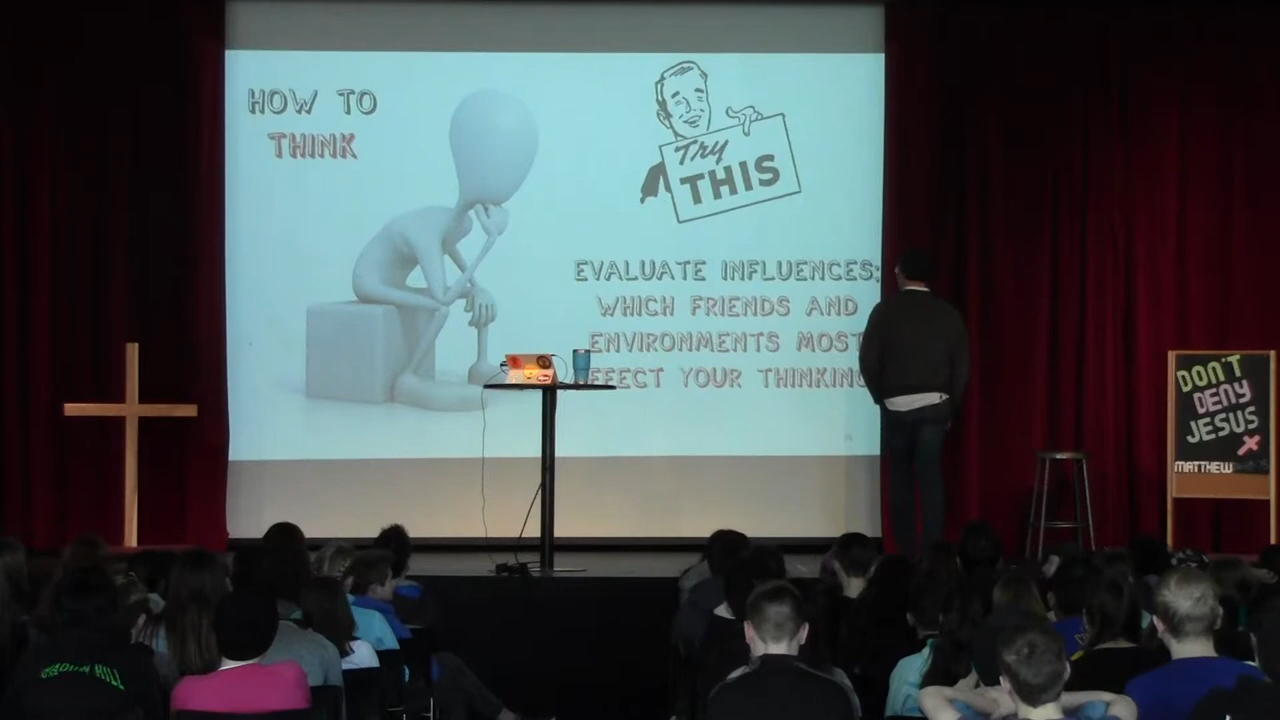 HOW TO
THINK
Try
THIS
EVALUATE INFLUENCES:
WHICH FRIENDS AND
ENVIRONMENTS MOST
EFFECT YOUR THINKING
DON'T
DENY
JESUS
MATTHEW
HILL